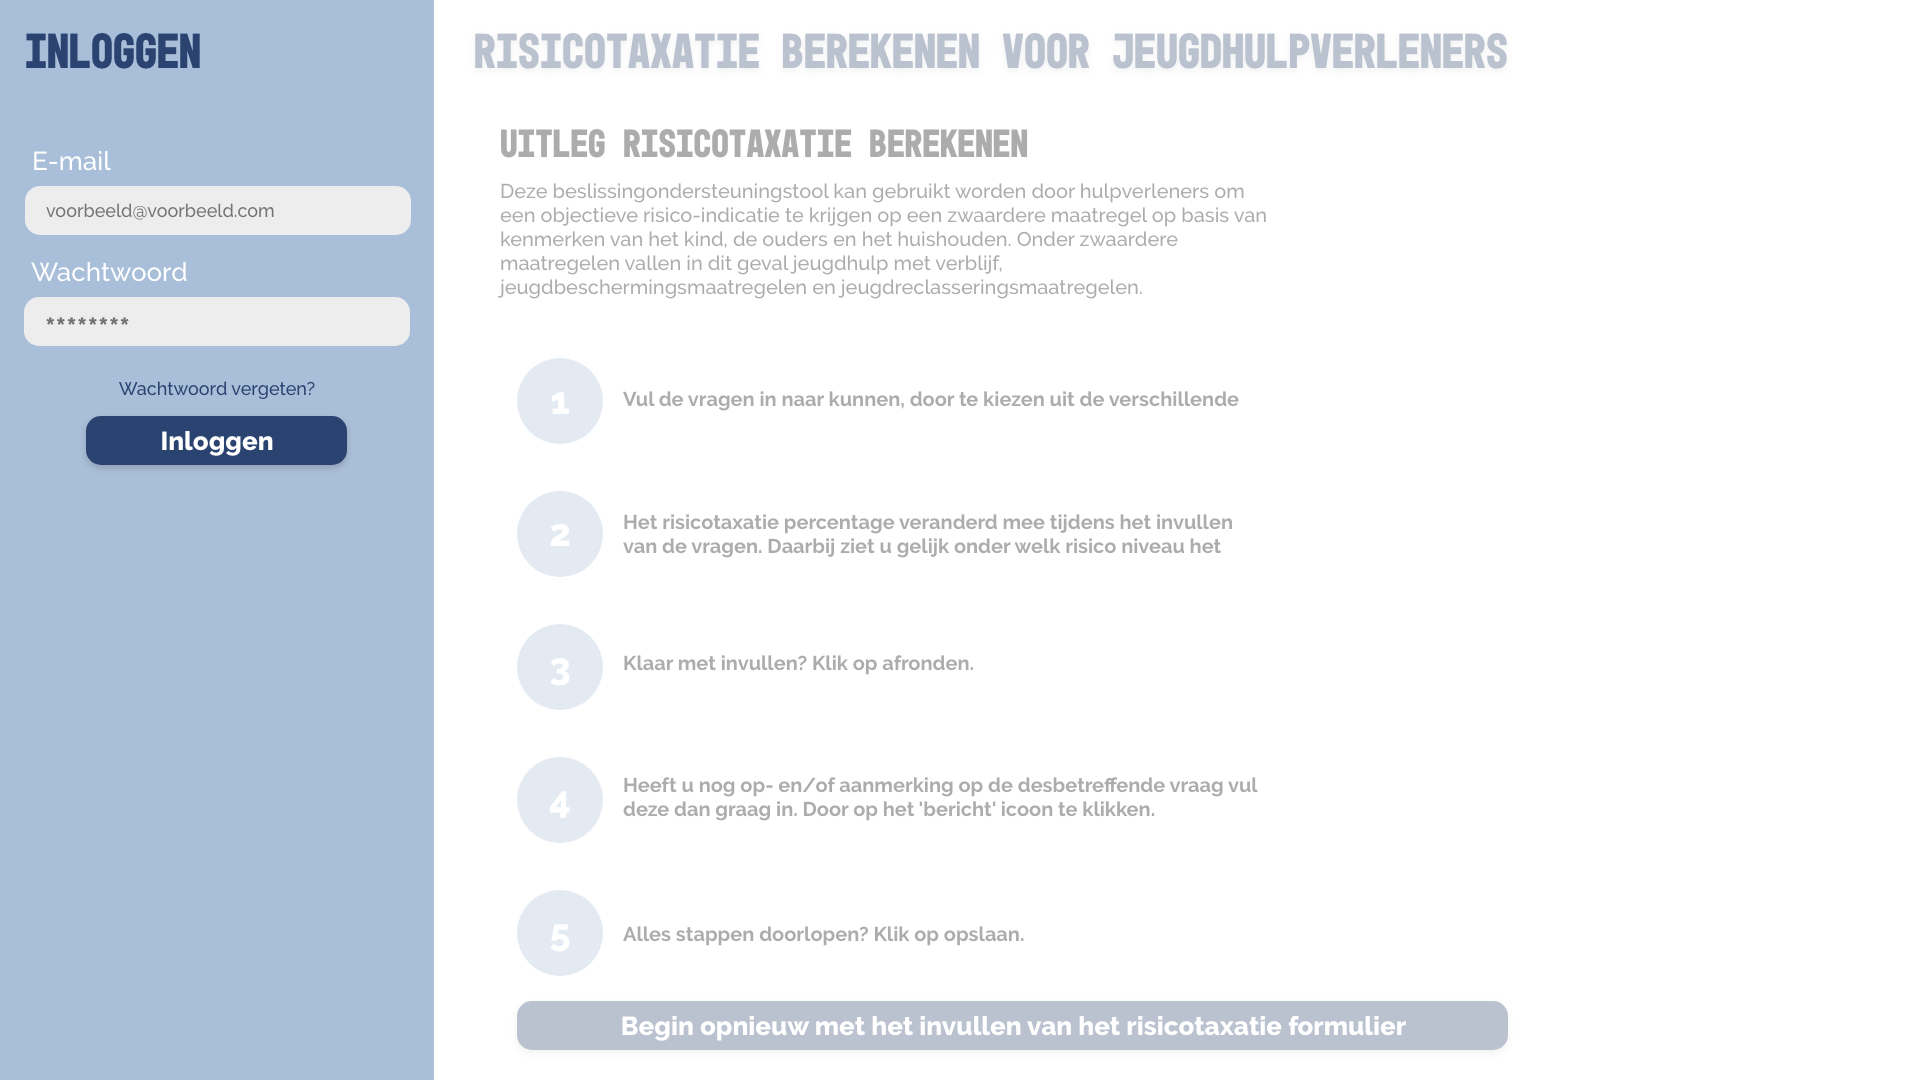 INLOGGEN
E-mail
voorbeeld@voorbeeld.com
Wachtwoord
********
Wachtwoord vergeten?
Inloggen
RISICOTAXATIE BEREKENEN VOOR JEUGDHULPVERLENERS
UITLEG RISICOTAXATIE BEREKENEN
Deze beslissingondersteuningstool kan gebruikt worden door hulpverleners om
een objectieve risico-indicatie te krijgen op een zwaardere maatregel op basis van
kenmerken van het kind, de ouders en het huishouden. Onder zwaardere
maatregelen vallen in dit geval jeugdhulp met verblijf,
jeugdbeschermingsmaatregelen en jeugdreclasseringsmaatregelen.
1
Vul de vragen in naar kunnen, door te kiezen uit de verschillende
2
Het risicotaxatie percentage veranderd mee tijdens het invullen
van de vragen. Daarbij ziet u gelijk onder welk risico niveau het
3
Klaar met invullen? Klik op afronden.
4
Heeft u nog op- en/of aanmerking op de desbetreffende vraag vul
deze dan graag in. Door op het 'bericht' icoon te klikken.
5
Alles stappen doorlopen? Klik op opslaan.
Begin opnieuw met het invullen van het risicotaxatie formulier